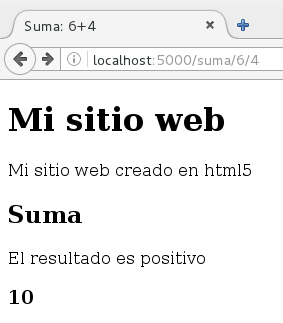 Suma: 6+4
localhost:5000/suma/6/4
Mi sitio web
Mi sitio web creado en html5
Suma
El resultado es positivo
10